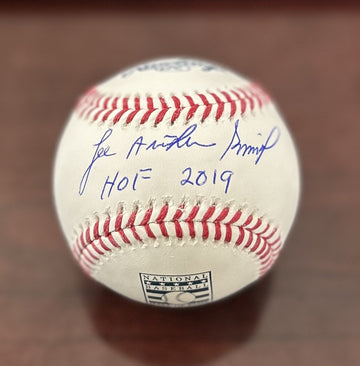 Lee Arthur Smith
HOF 2019
NATIONAL
BASEBALL